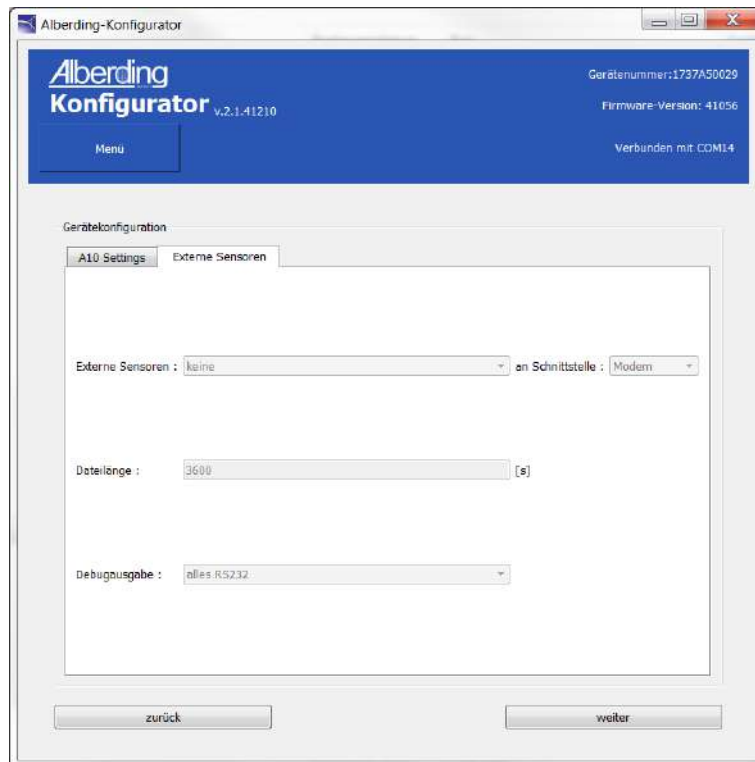 Alberding-Konfigurator
Alberding
Konfigurator v.2.1.41210
Gerätenummer:1737A50029
Firmware-Version: 41056
Menü
Verbunden mit COM14
Gerätekonfiguration
A10 Settings Externe Sensoren
Externe Sensoren : keine an Schnittstelle : Modem
Dateilänge : 3600 [s]
Debugausgabe : alles RS232
zurück weiter